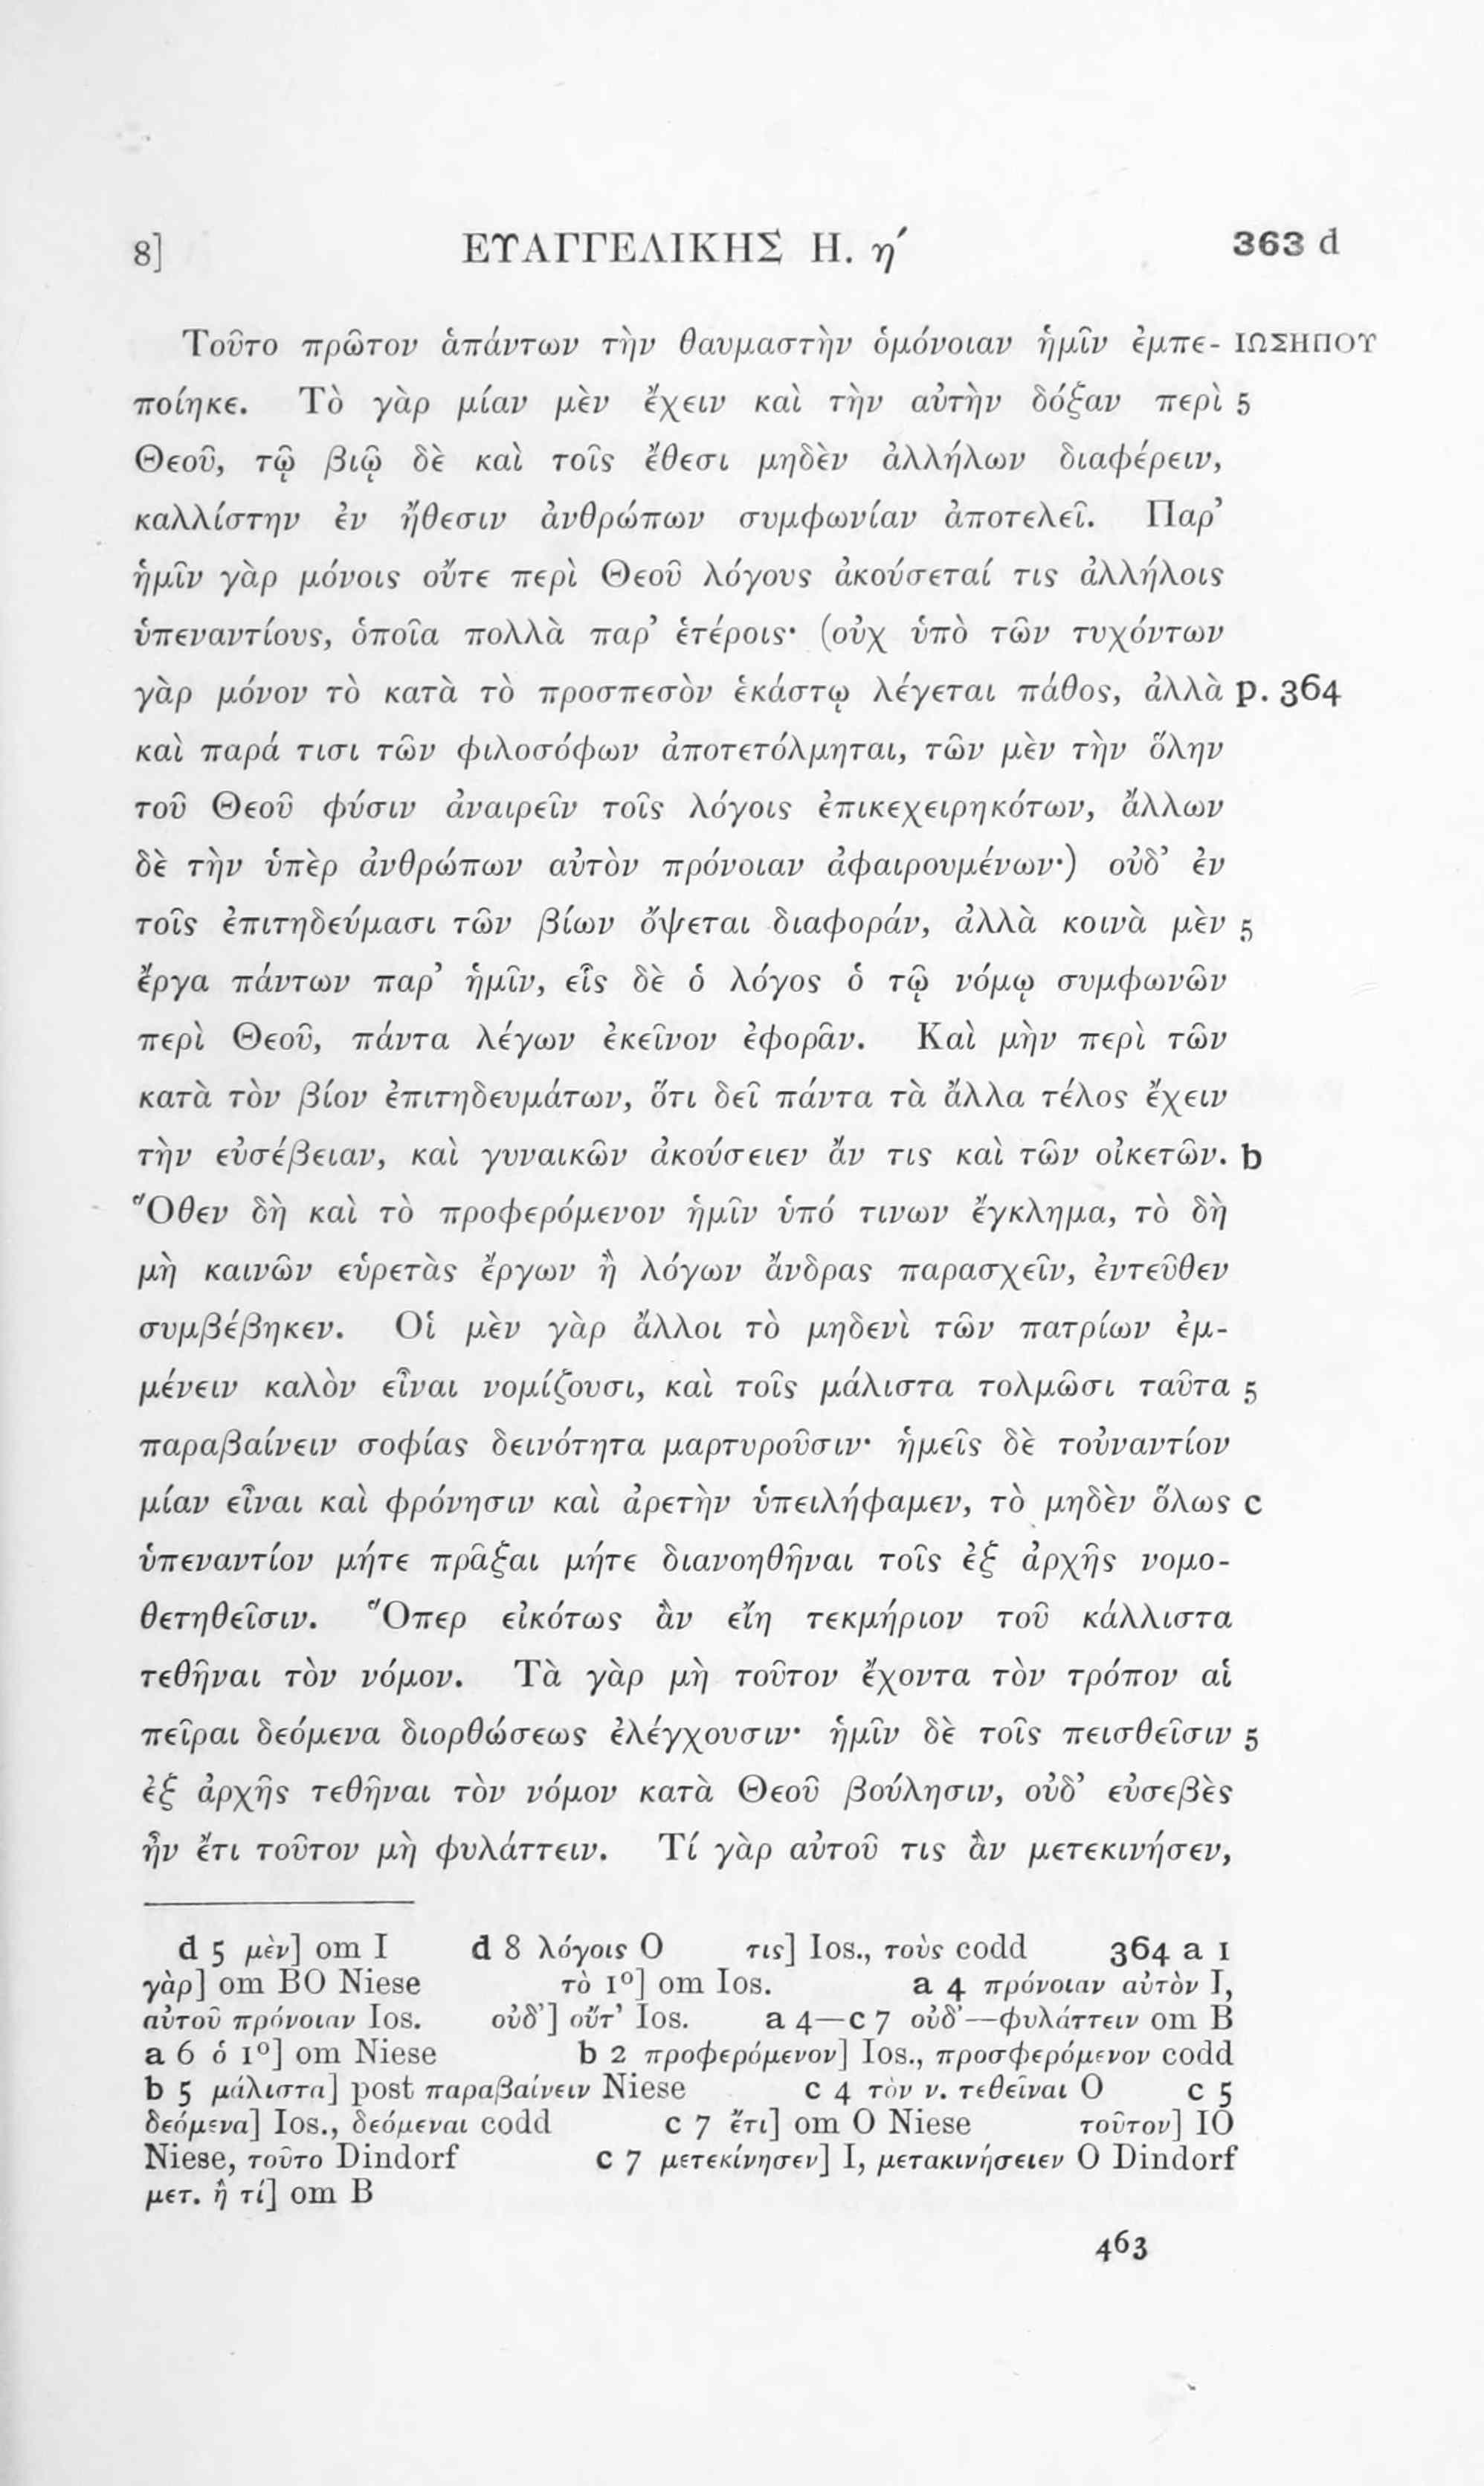 8] ΕΥΑΓΓΕΛΙΚΗΣ Η. η´ 363 d
Τοῦτο πρῶτον ἁπάντων τὴν θαυμαστὴν ὁμόνοιαν ἡμῖν ἐμπε- ΙΩΣΗΠΟΥ
ποίηκε. Τὸ γὰρ μίαν μὲν ἔχειν καὶ τὴν αὐτὴν δόξαν περὶ 5
Θεοῦ, τῷ βιῷ δὲ καὶ τοῖς ἔθεσι μηδὲν ἀλλήλων διαφέρειν,
καλλίστην ἐν ἤθεσιν ἀνθρώπων συμφωνίαν ἀποτελεῖ. Παρ’
ἡμῖν γὰρ μόνοις οὔτε περὶ Θεοῦ λόγους ἀκούσεταί τις ἀλλήλοις
ὑπεναντίους, ὁποῖα πολλὰ παρ’ ἑτέροις· (οὐχ ὑπὸ τῶν τυχόντων
γὰρ μόνον τὸ κατὰ τὸ προσπεσὸν ἑκάστῳ λέγεται πάθος, ἀλλὰ p. 364
καὶ παρά τισι τῶν φιλοσόφων ἀποτετόλμηται, τῶν μὲν τὴν ὅλην
τοῦ Θεοῦ φύσιν ἀναιρεῖν τοῖς λόγοις ἐπικεχειρηκότων, ἄλλων
δὲ τὴν ὑπὲρ ἀνθρώπων αὐτὸν πρόνοιαν ἀφαιρουμένων·) οὐδ’ ἐν
τοῖς ἐπιτηδεύμασι τῶν βίων ὄψεται διαφοράν, ἀλλὰ κοινὰ μὲν 5
ἔργα πάντων παρ’ ἡμῖν, εἷς δὲ ὁ λόγος ὁ τῷ νόμῳ συμφωνῶν
περὶ Θεοῦ, πάντα λέγων ἐκεῖνον ἐφορᾶν. Καὶ μὴν περὶ τῶν
κατὰ τὸν βίον ἐπιτηδευμάτων, ὅτι δεῖ πάντα τὰ ἄλλα τέλος ἔχειν
τὴν εὐσέβειαν, καὶ γυναικῶν ἀκούσειεν ἄν τις καὶ τῶν οἰκετῶν. b
Ὅθεν δὴ καὶ τὸ προφερόμενον ἡμῖν ὑπό τινων ἔγκλημα, τὸ δὴ
μὴ καινῶν εὑρετὰς ἔργων ἢ λόγων ἄνδρας παρασχεῖν, ἐντεῦθεν
συμβέβηκεν. Οἱ μὲν γὰρ ἄλλοι τὸ μηδενὶ τῶν πατρίων ἐμ-
μένειν καλὸν εἶναι νομίζουσι, καὶ τοῖς μάλιστα τολμῶσι ταῦτα 5
παραβαίνειν σοφίας δεινότητα μαρτυροῦσιν· ἡμεῖς δὲ τοὐναντίον
μίαν εἶναι καὶ φρόνησιν καὶ ἀρετὴν ὑπειλήφαμεν, τὸ μηδὲν ὅλως c
ὑπεναντίον μήτε πρᾶξαι μήτε διανοηθῆναι τοῖς ἐξ ἀρχῆς νομο-
θετηθεῖσιν. Ὅπερ εἰκότως ἂν εἴη τεκμήριον τοῦ κάλλιστα
τεθῆναι τὸν νόμον. Τὰ γὰρ μὴ τοῦτον ἔχοντα τὸν τρόπον αἱ
πεῖραι δεόμενα διορθώσεως ἐλέγχουσιν· ἡμῖν δὲ τοῖς πεισθεῖσιν 5
ἐξ ἀρχῆς τεθῆναι τὸν νόμον κατὰ Θεοῦ βούλησιν, οὐδ’ εὐσεβὲς
ἦν ἔτι τοῦτον μὴ φυλάττειν. Τί γὰρ αὐτοῦ τις ἂν μετεκινήσεν,
d 5 μὲν] om I d 8 λόγοις O τις] Ios., τοὺς codd 364 a 1
γὰρ] om BO Niese τὸ 1º] om Ios. a 4 πρόνοιαν αὐτὸν I,
αὐτοῦ πρόνοιαν Ios. οὐδ’] οὔτ’ Ios. a 4—c 7 οὐδ’—φυλάττειν om B
a 6 ὁ 1º] om Niese b 2 προφερόμενον] Ios., προσφερόμενον codd
b 5 μάλιστα] post παραβαίνειν Niese c 4 τὸν ν. τεθεῖναι O c 5
δεόμενα] Ios., δεόμεναι codd c 7 ἔτι] om O Niese τοῦτον] IO
Niese, τοῦτο Dindorf c 7 μετεκίνησεν] I, μετακινήσειεν O Dindorf
μετ. ἢ τί] om B
463